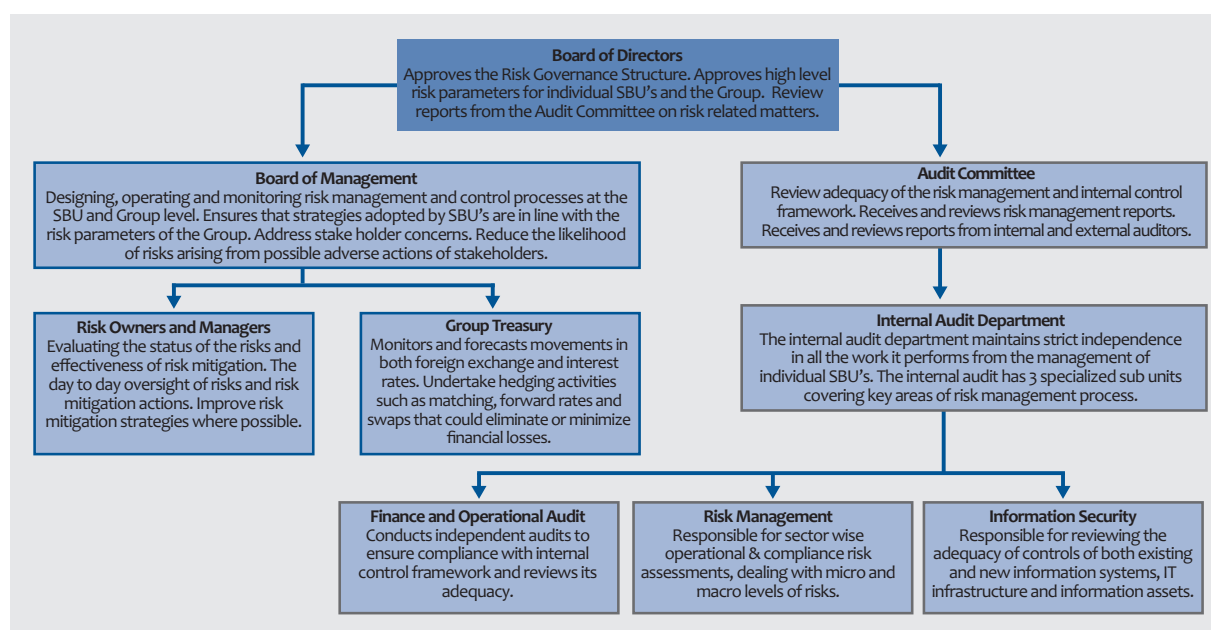 Board of Directors
Approves the Risk Governance Structure. Approves high level
risk parameters for individual SBU's and the Group.  Review
reports from the Audit Committee on risk related matters.
Board of Management
Designing, operating and monitoring risk management and control processes at the
SBU and Group level. Ensures that strategies adopted by SBU's are in line with the
risk parameters of the Group. Address stake holder concerns. Reduce the likelihood
of risks arising from possible adverse actions of stakeholders.
Audit Committee
Review adequacy of the risk management and internal control
framework. Receives and reviews risk management reports.
Receives and reviews reports from internal and external auditors.
Risk Owners and Managers
Evaluating the status of the risks and
effectiveness of risk mitigation. The
day to day oversight of risks and risk
mitigation actions. Improve risk
mitigation strategies where possible.
Group Treasury
Monitors and forecasts movements in
both foreign exchange and interest
rates. Undertake hedging activities
such as matching, forward rates and
swaps that could eliminate or minimize
financial losses.
Internal Audit Department
The internal audit department maintains strict independence
in all the work it performs from the management of
individual SBU's. The internal audit has 3 specialized sub units
covering key areas of risk management process.
Finance and Operational Audit
Conducts independent audits to
ensure compliance with internal
control framework and reviews its
adequacy.
Risk Management
Responsible for sector wise
operational & compliance risk
assessments, dealing with micro and
macro levels of risks.
Information Security
Responsible for reviewing the
adequacy of controls of both existing
and new information systems, IT
infrastructure and information assets.